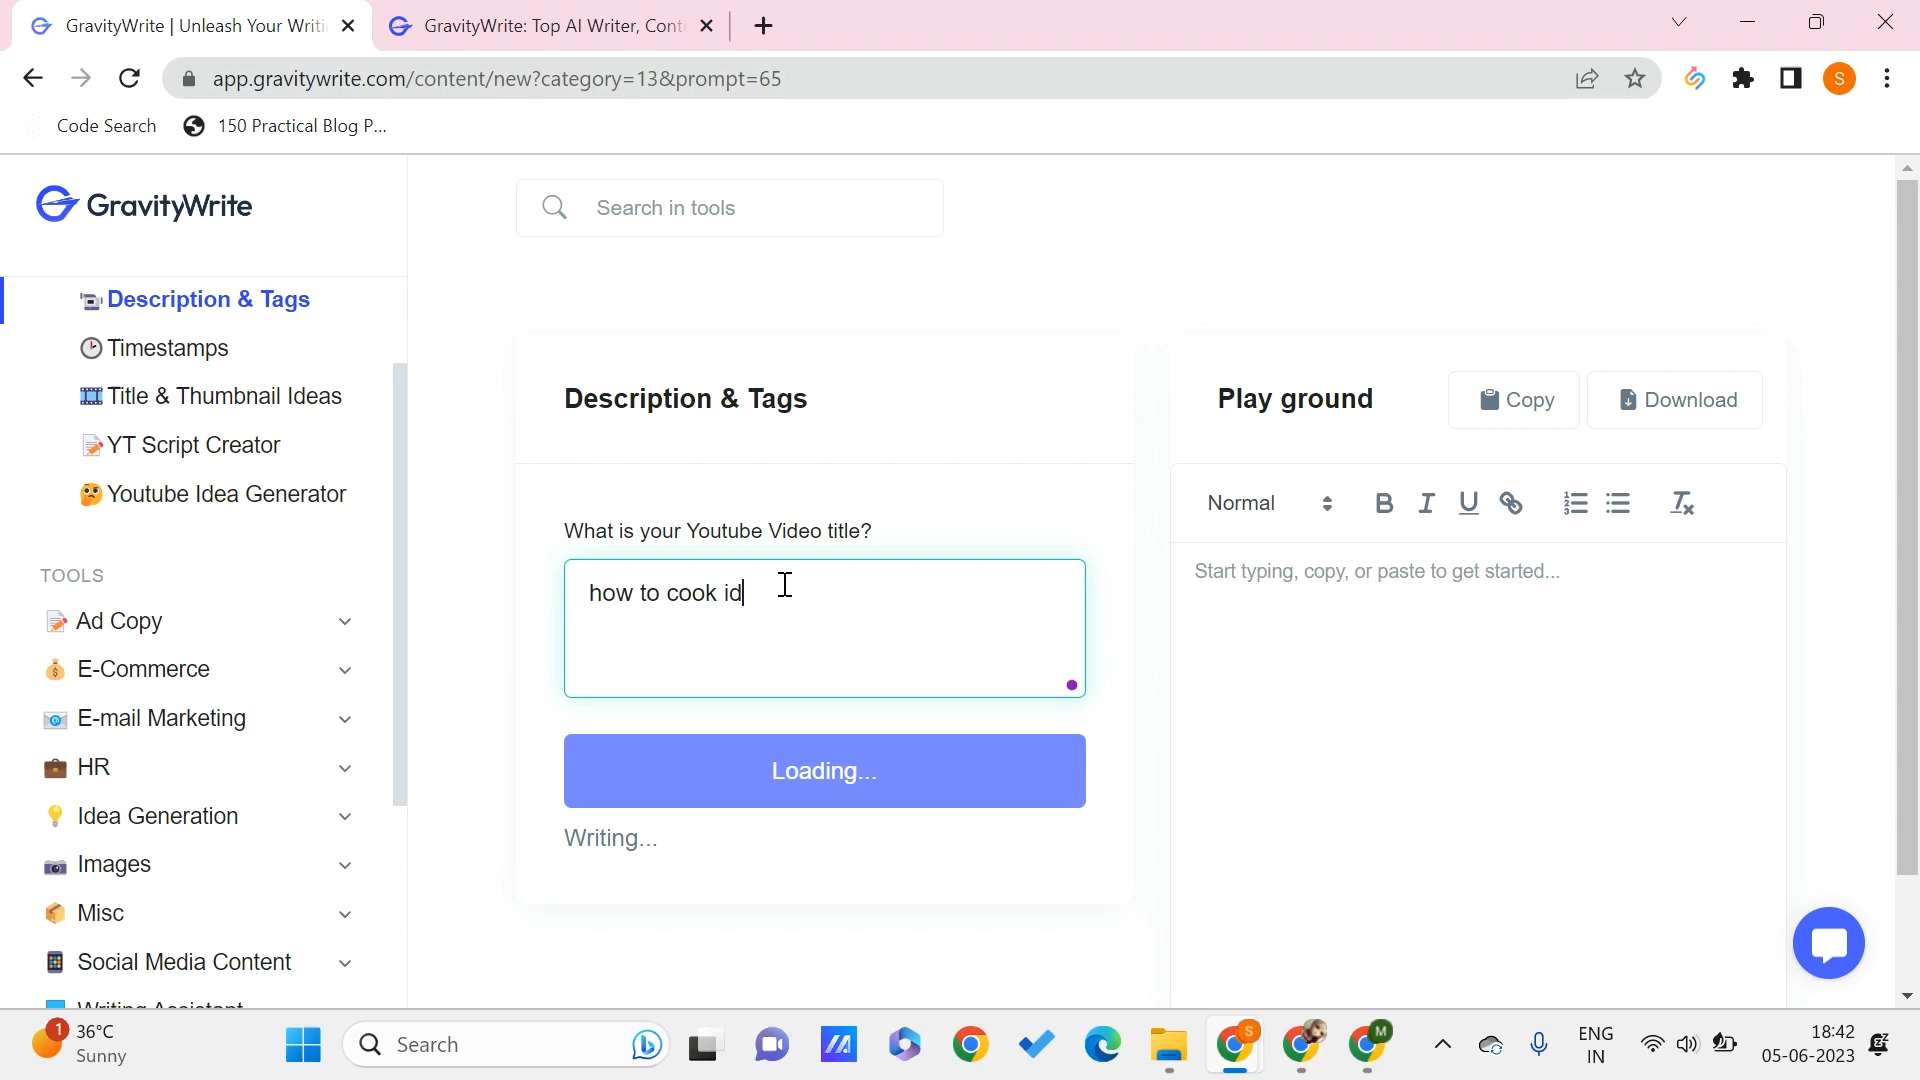 GravityWrite | Unleash Your Writi
GravityWrite: Top AI Writer, Conte
app.gravitywrite.com/content/new?category=13&prompt=65
S
Code Search
150 Practical Blog P...
GravityWrite
Search in tools
Description & Tags
Timestamps
Title & Thumbnail Ideas
YT Script Creator
Youtube Idea Generator
TOOLS
Ad Copy
E-Commerce
E-mail Marketing
HR
Idea Generation
Images
Misc
Social Media Content
Writing Assistant
Description & Tags
What is your Youtube Video title?
how to cook id
Loading...
Writing...
Play ground
Copy
Download
Normal
B I U
Start typing, copy, or paste to get started...
1
36°C
Sunny
Search
S
M
ENG
IN
18:42
05-06-2023